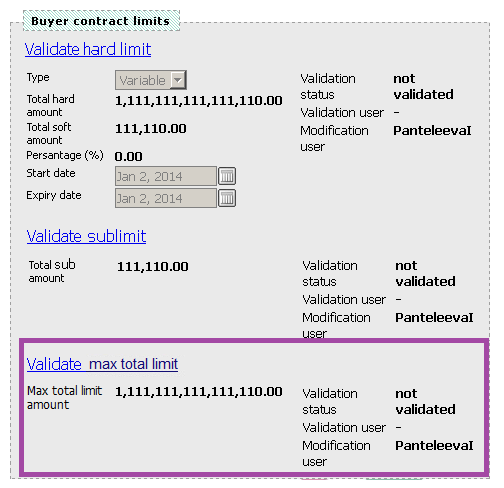 Buyer contract limits
Validate hard limit
Type Variable Validation status not validated
Total hard amount 1,111,111,111,111,110.00 Validation user -
Total soft amount 111,110.00 Modification user PanteleevaI
Persantage (%) 0.00
Start date Jan 2, 2014
Expiry date Jan 2, 2014
Validate sublimit
Total sub amount 111,110.00 Validation status not validated
Validation user -
Modification user PanteleevaI
Validate max total limit
Max total limit amount 1,111,111,111,111,110.00 Validation status not validated
Validation user -
Modification user PanteleevaI